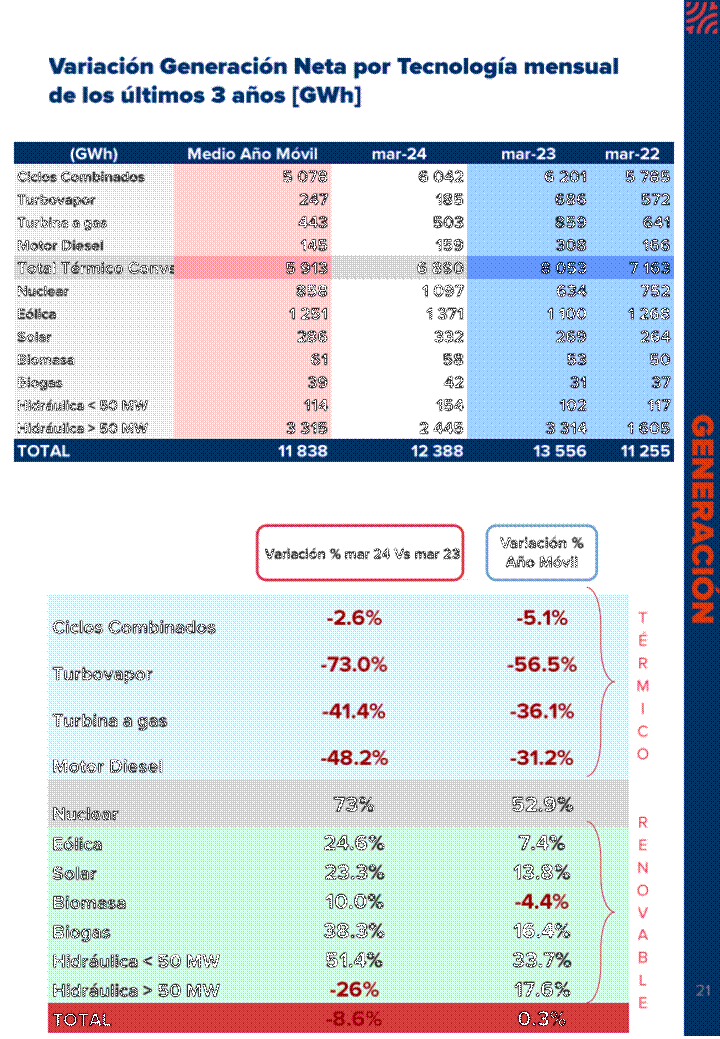 Variación Generación Neta por Tecnología mensual
de los últimos 3 años [GWh]
(GWh) Medio Año Móvil mar-24 mar-23 mar-22
Ciclos Combinados 5 078 6 042 6 201 5 785
Turbovapor 247 185 686 572
Turbina a gas 443 503 859 641
Motor Diesel 145 159 308 166
Total Térmico Conve 5 913 6 890 8 053 7 163
Nuclear 858 1 097 634 752
Eólica 1 251 1 371 1 100 1 268
Solar 286 332 269 264
Biomasa 61 58 53 50
Biogas 39 42 31 37
Hidráulica < 50 MW 114 154 102 117
Hidráulica > 50 MW 3 315 2 445 3 314 1 605
TOTAL 11 838 12 388 13 556 11 255
GENERACIÓN
Variación % mar 24 Vs mar 23
Variación %
Año Móvil
Ciclos Combinados -2.6% -5.1%
Turbovapor -73.0% -56.5%
Turbina a gas -41.4% -36.1%
Motor Diesel -48.2% -31.2%
TÉRMICO
Nuclear 73% 52.9%
Eólica 24.6% 7.4%
Solar 23.3% 13.8%
Biomasa 10.0% -4.4%
Biogas 38.3% 16.4%
Hidráulica < 50 MW 51.4% 33.7%
Hidráulica > 50 MW -26% 17.6%
RENOVABLE
TOTAL -8.6% 0.3%
21